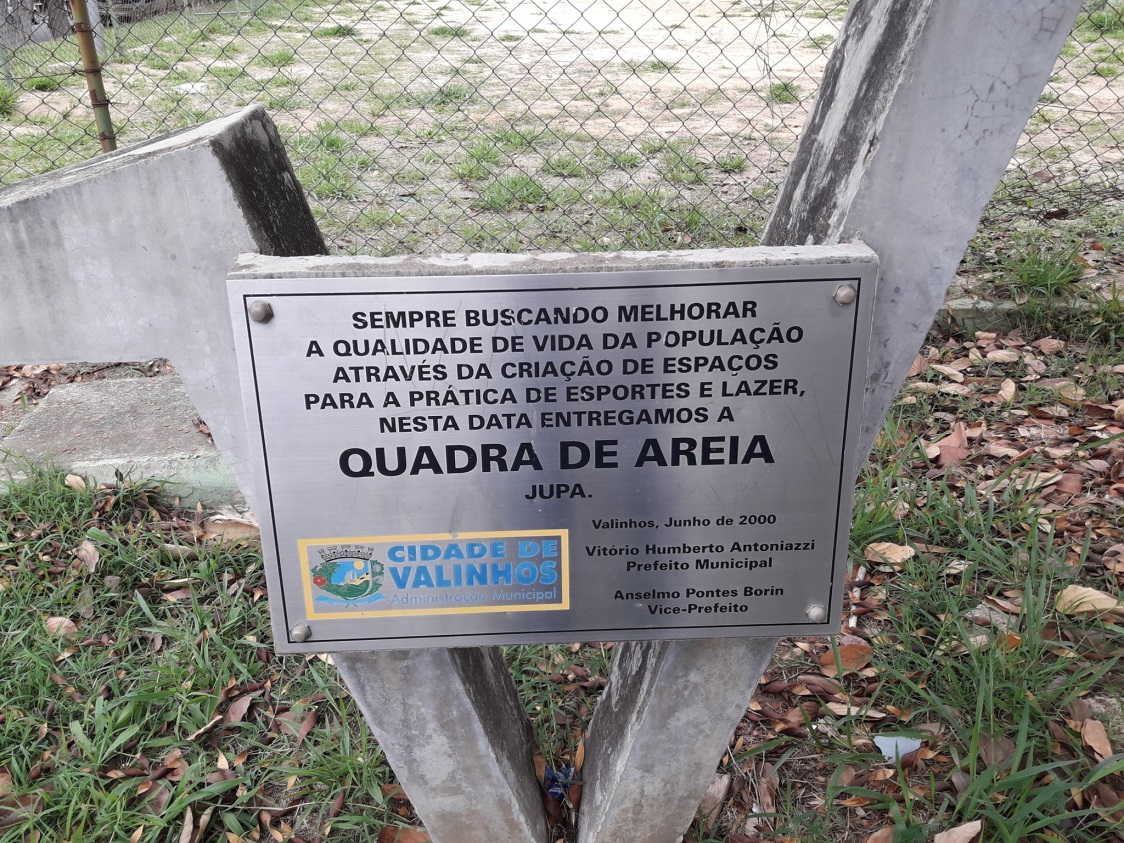 SEMPRE BUSCANDO MELHORAR
A QUALIDADE DE VIDA DA POPULAÇÃO
ATRAVÉS DA CRIAÇÃO DE ESPAÇOS
PARA A PRÁTICA DE ESPORTES E LAZER,
NESTA DATA ENTREGAMOS A
QUADRA DE AREIA
JUPA.
Valinhos, Junho de 2000
Vitório Humberto Antoniazzi
Prefeito Municipal
Anselmo Pontes Borin
Vice-Prefeito
CIDADE DE
VALINHOS
Administração Municipal